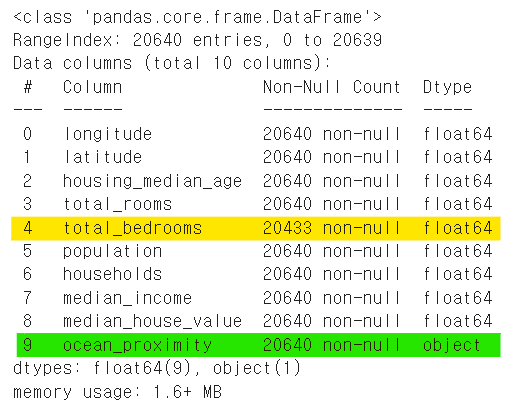 <class 'pandas.core.frame.DataFrame'>
RangeIndex: 20640 entries, 0 to 20639
Data columns (total 10 columns):
 #   Column              Non-Null Count  Dtype
---  ------              --------------  -----
 0   longitude           20640 non-null  float64
 1   latitude            20640 non-null  float64
 2   housing_median_age  20640 non-null  float64
 3   total_rooms         20640 non-null  float64
 4   total_bedrooms      20433 non-null  float64
 5   population          20640 non-null  float64
 6   households          20640 non-null  float64
 7   median_income       20640 non-null  float64
 8   median_house_value  20640 non-null  float64
 9   ocean_proximity     20640 non-null  object
dtypes: float64(9), object(1)
memory usage: 1.6+ MB